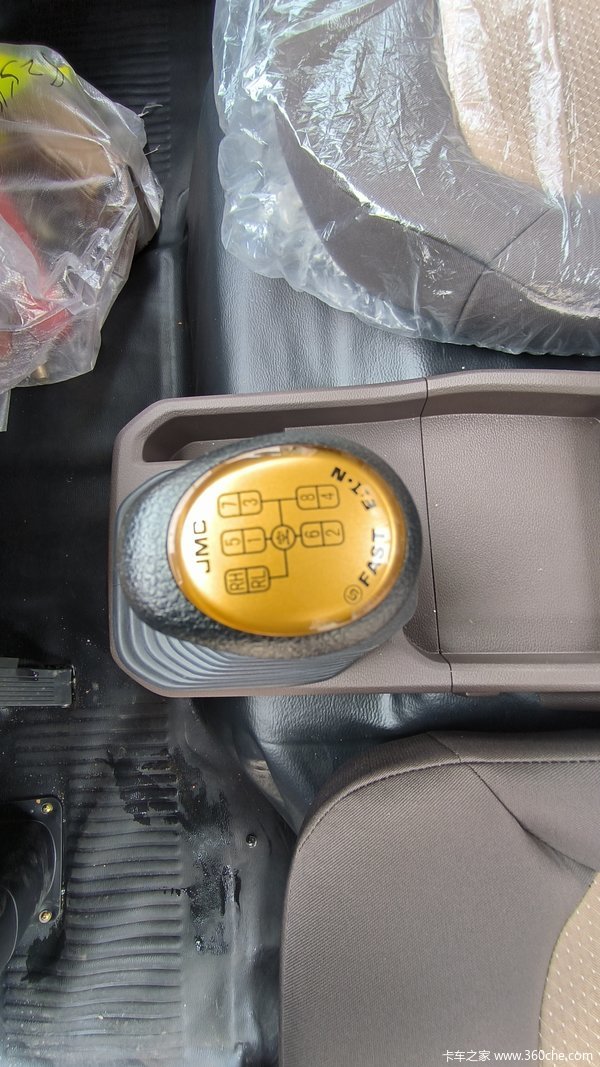 JMC
7 3
8 4
5 1
空
6 2
RH RL
E·T·N
S FAST
卡车之家 www.360che.com